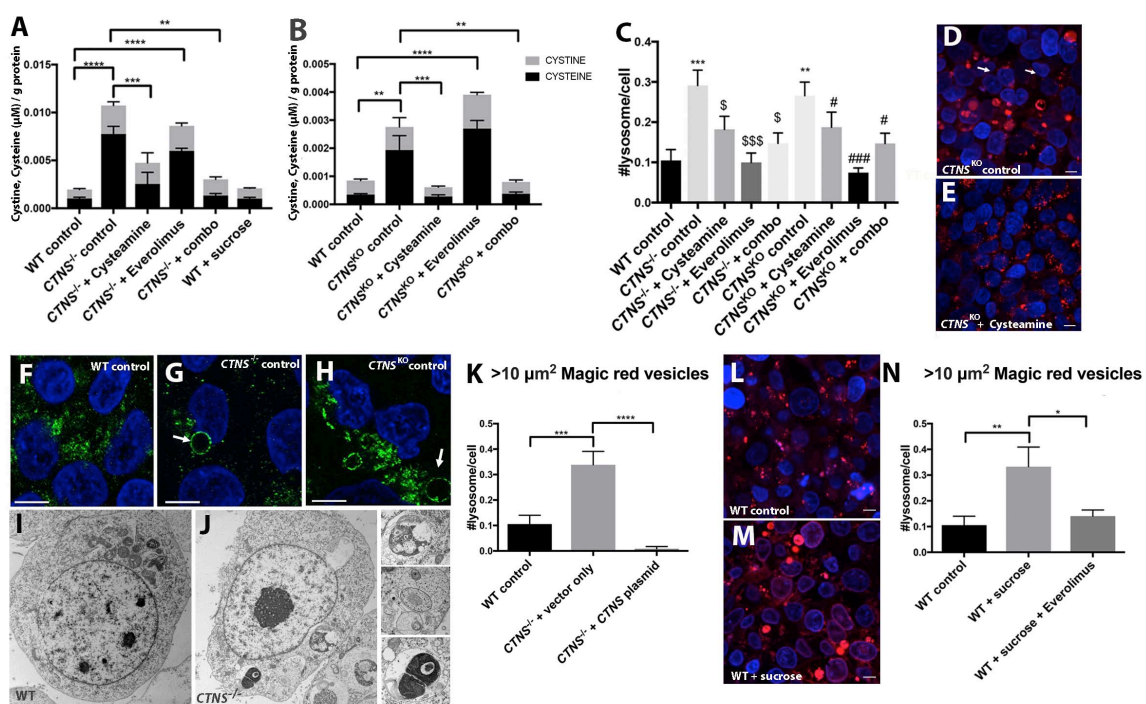 A
**
****
****
***
Cystine, Cysteine (µM) / g protein
0.015
0.010
0.005
0.000
WT control
CTNS-/- control
CTNS-/- + Cysteamine
CTNS-/- + Everolimus
CTNS-/- + combo
WT + sucrose
B
**
****
**
***
CYSTINE
CYSTEINE
Cystine, Cysteine (µM) / g protein
0.005
0.004
0.003
0.002
0.001
0.000
WT control
CTNSKO control
CTNSKO + Cysteamine
CTNSKO + Everolimus
CTNSKO + combo
C
#lysosome/cell
0.4
0.3
0.2
0.1
0.0
***
$
$$$
$
**
#
###
#
WT control
CTNS-/- control
CTNS-/- + Cysteamine
CTNS-/- + Everolimus
CTNS-/- + combo
CTNSKO control
CTNSKO + Cysteamine
CTNSKO + Everolimus
CTNSKO + combo
D
CTNSKO control
E
CTNSKO + Cysteamine
F
WT control
G
CTNS-/- control
H
CTNSKO control
I
WT
J
CTNS-/-
K >10 µm2 Magic red vesicles
#lysosome/cell
0.5
0.4
0.3
0.2
0.1
0.0
***
****
WT control
CTNS-/- + vector only
CTNS-/- + CTNS plasmid
L
WT control
M
WT + sucrose
N >10 µm2 Magic red vesicles
#lysosome/cell
0.5
0.4
0.3
0.2
0.1
0.0
**
*
WT control
WT + sucrose
WT + sucrose + Everolimus